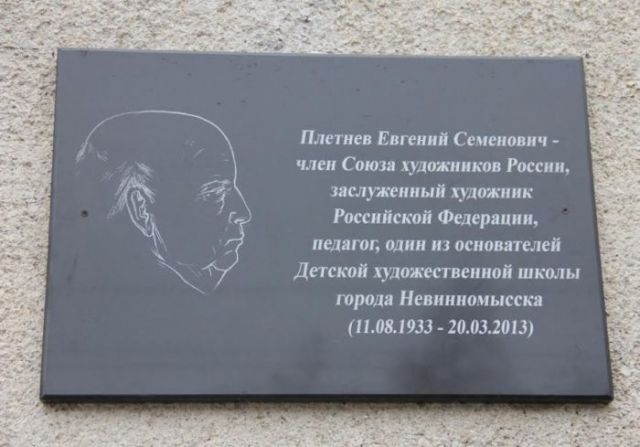 Плетнев Евгений Семенович -
член Союза художников России,
заслуженный художник
Российской Федерации,
педагог, один из основателей
Детской художественной школы
города Невинномысска
(11.08.1933 - 20.03.2013)